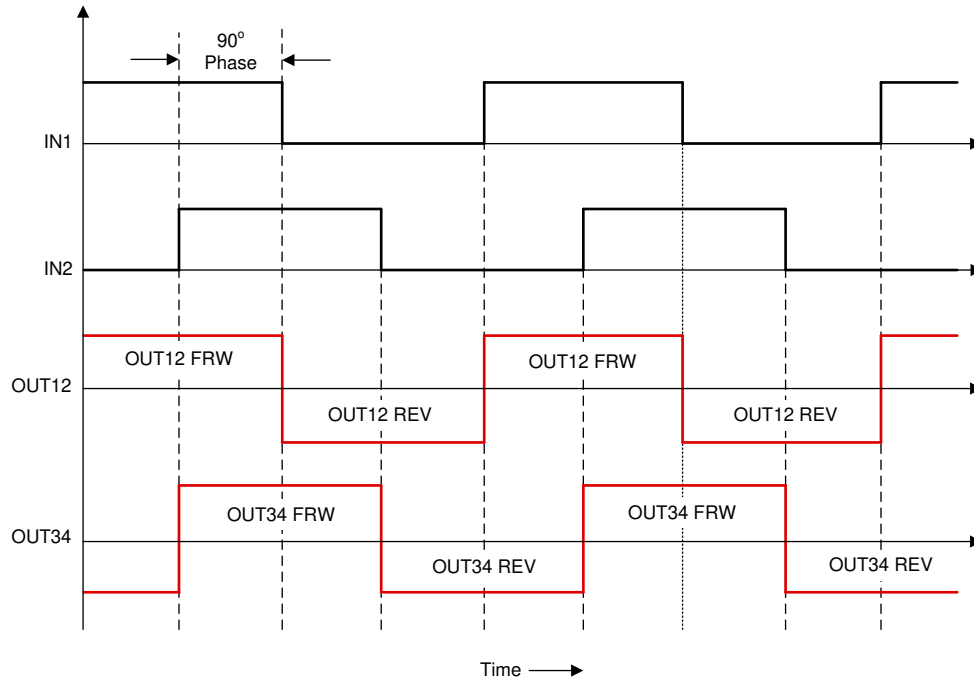 90o
Phase
IN1
IN2
OUT12 FRW
OUT12 FRW
OUT12
OUT12 REV
OUT12 REV
OUT34 FRW
OUT34 FRW
OUT34
OUT34 REV
OUT34 REV
Time